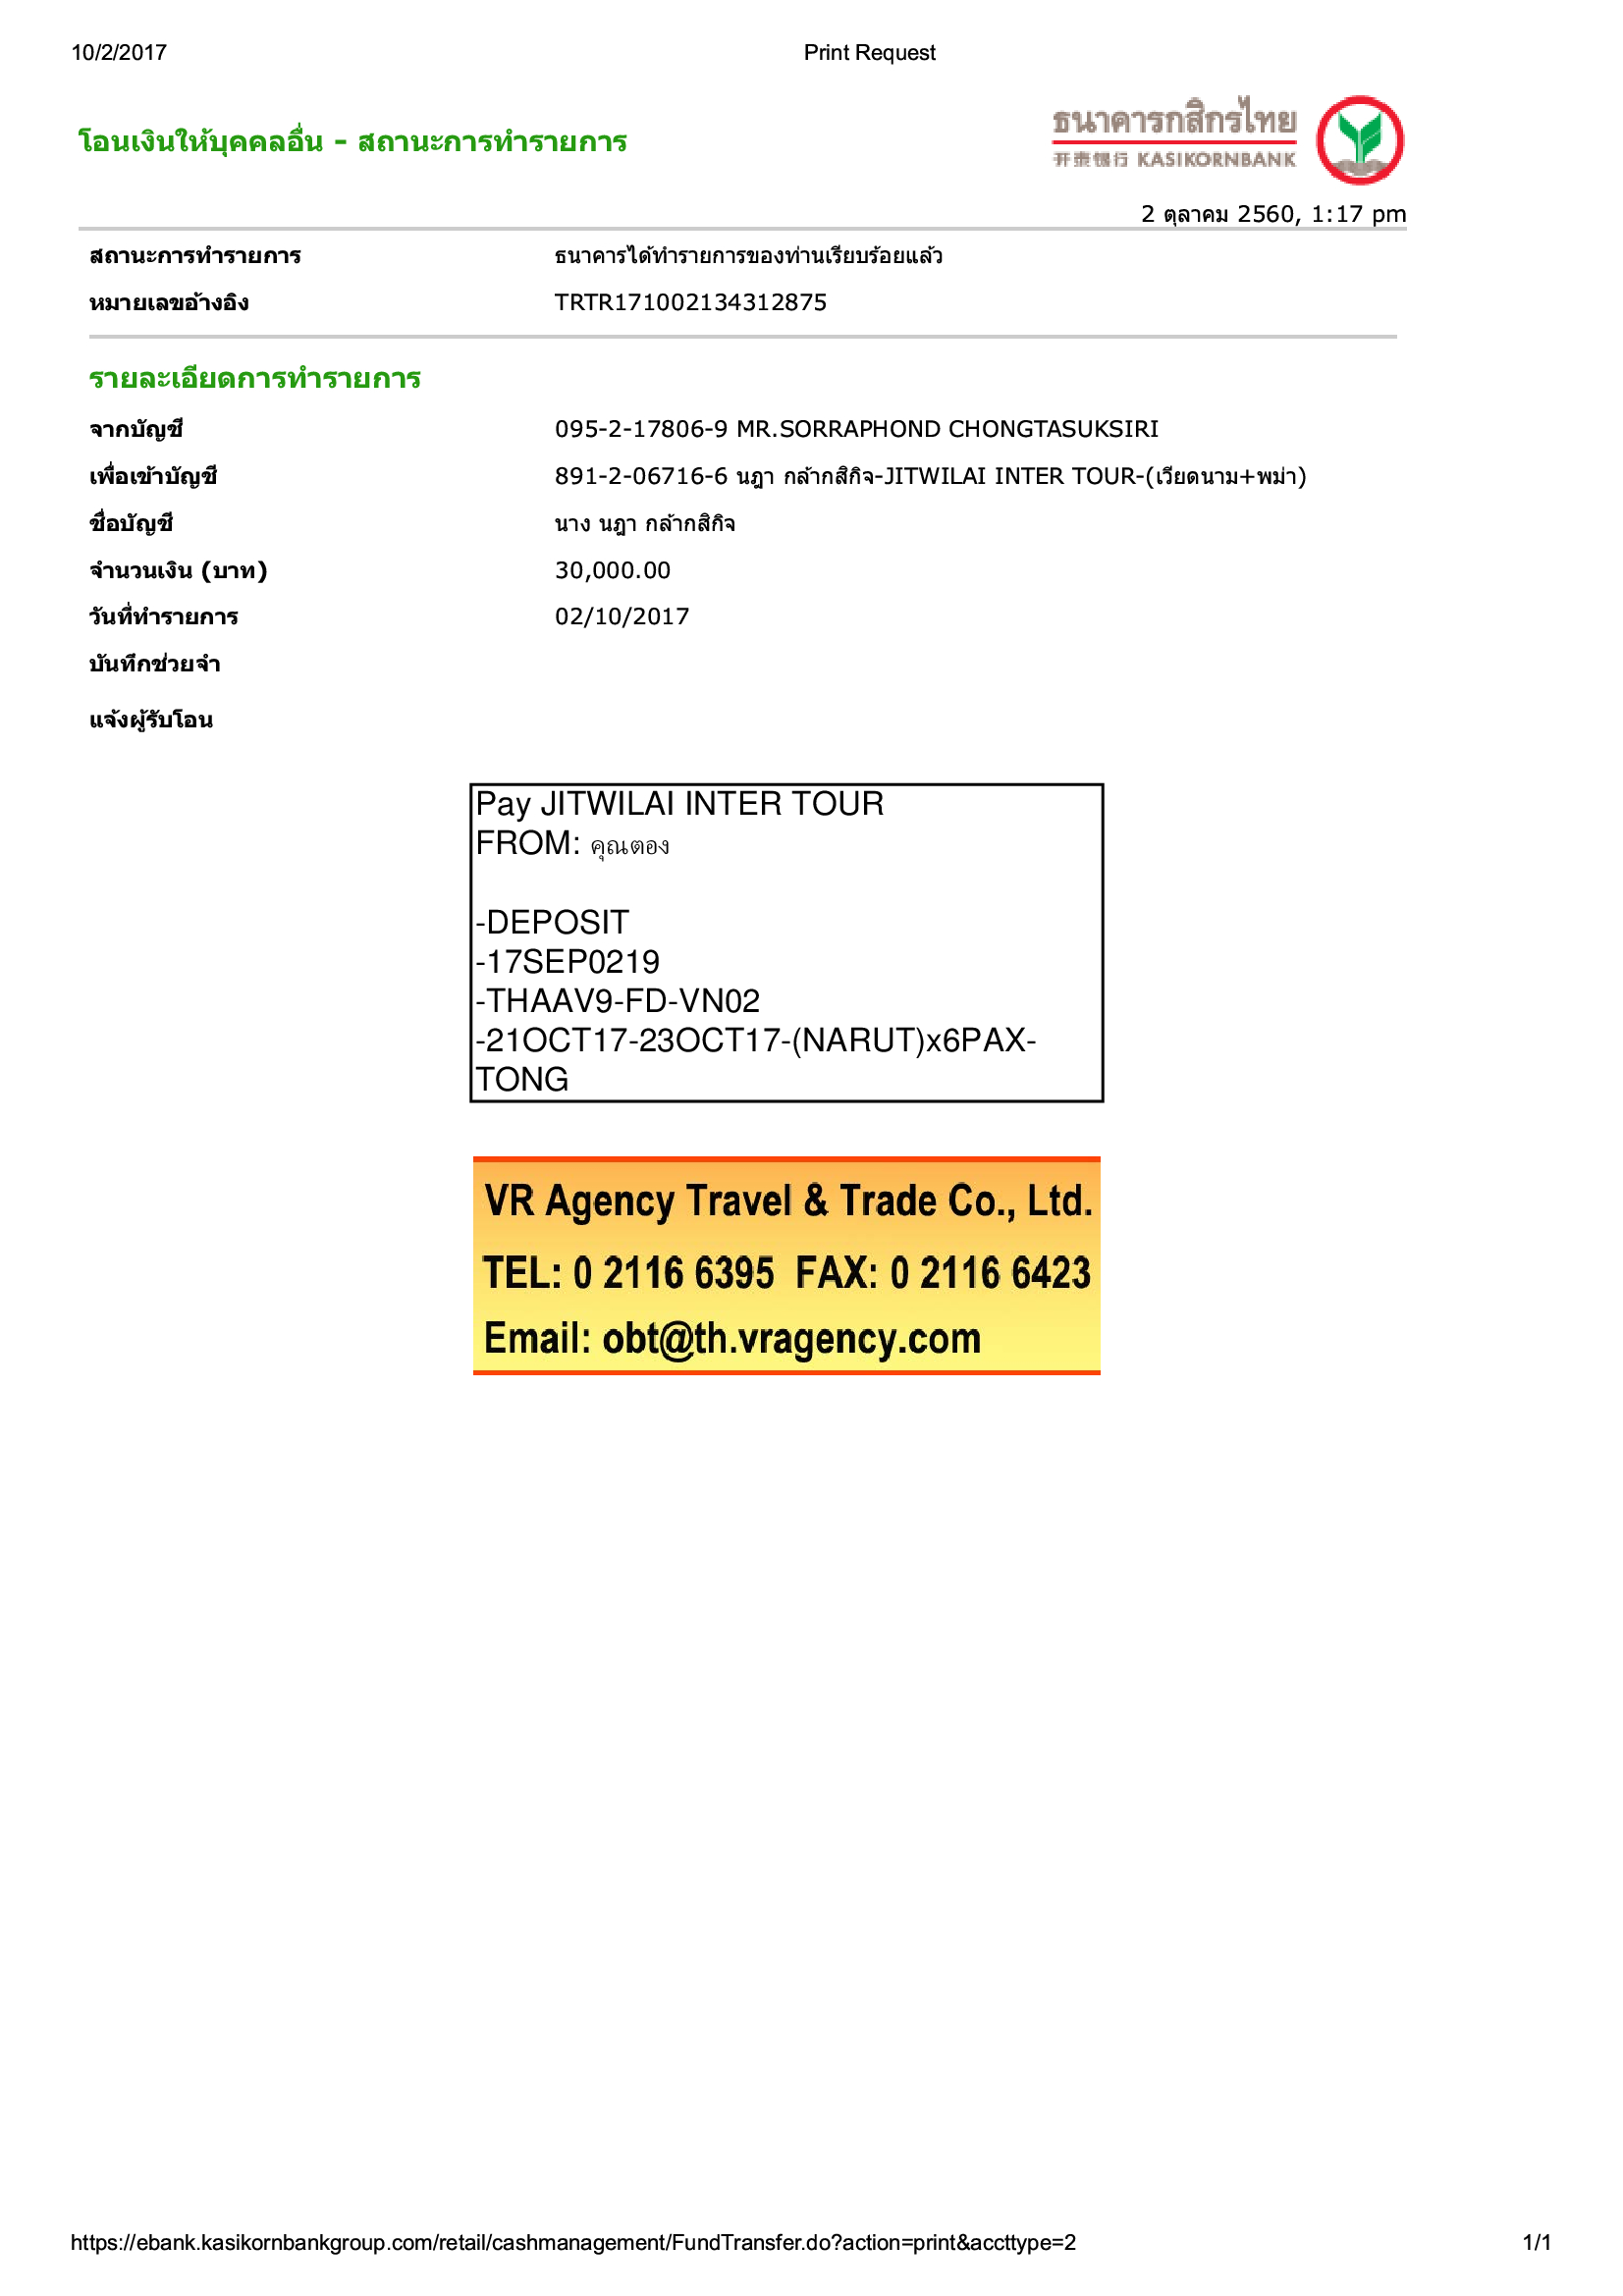 10/2/2017 Print Request
โอนเงินให้บุคคลอื่น - สถานะการทำรายการ
ธนาคารกสิกรไทย
开泰银行 KASIKORNBANK
2 ตุลาคม 2560, 1:17 pm
สถานะการทำรายการ ธนาคารได้ทำรายการของท่านเรียบร้อยแล้ว
หมายเลขอ้างอิง TRTR171002134312875
รายละเอียดการทำรายการ
จากบัญชี 095-2-17806-9 MR.SORRAPHOND CHONGTASUKSIRI
เพื่อเข้าบัญชี 891-2-06716-6 นฎา กล้ากสิกิจ-JITWILAI INTER TOUR-(เวียดนาม+พม่า)
ชื่อบัญชี นาง นฎา กล้ากสิกิจ
จำนวนเงิน (บาท) 30,000.00
วันที่ทำรายการ 02/10/2017
บันทึกช่วยจำ
แจ้งผู้รับโอน
Pay JITWILAI INTER TOUR
FROM: คุณตอง
-DEPOSIT
-17SEP0219
-THAAV9-FD-VN02
-21OCT17-23OCT17-(NARUT)x6PAX-
TONG
VR Agency Travel & Trade Co., Ltd.
TEL: 0 2116 6395 FAX: 0 2116 6423
Email: obt@th.vragency.com
https://ebank.kasikornbankgroup.com/retail/cashmanagement/FundTransfer.do?action=print&accttype=2 1/1